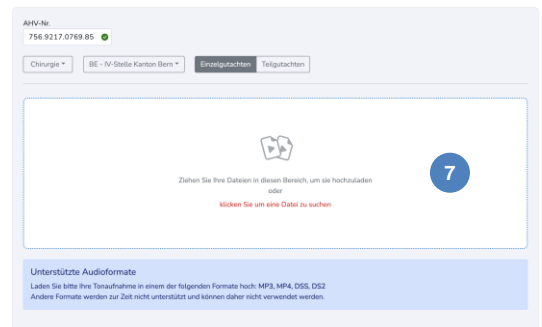 AHV-Nr.
756.9217.0769.85
Chirurgie BE - IV-Stelle Kanton Bern Einzelgutachten Teilgutachten
Ziehen Sie Ihre Dateien in diesen Bereich, um sie hochzuladen
oder
klicken Sie um eine Datei zu suchen
7
Unterstützte Audioformate
Laden Sie bitte Ihre Tonaufnahme in einem der folgenden Formate hoch: MP3, MP4, DSS, DS2
Andere Formate werden zur Zeit nicht unterstützt und können daher nicht verwendet werden.